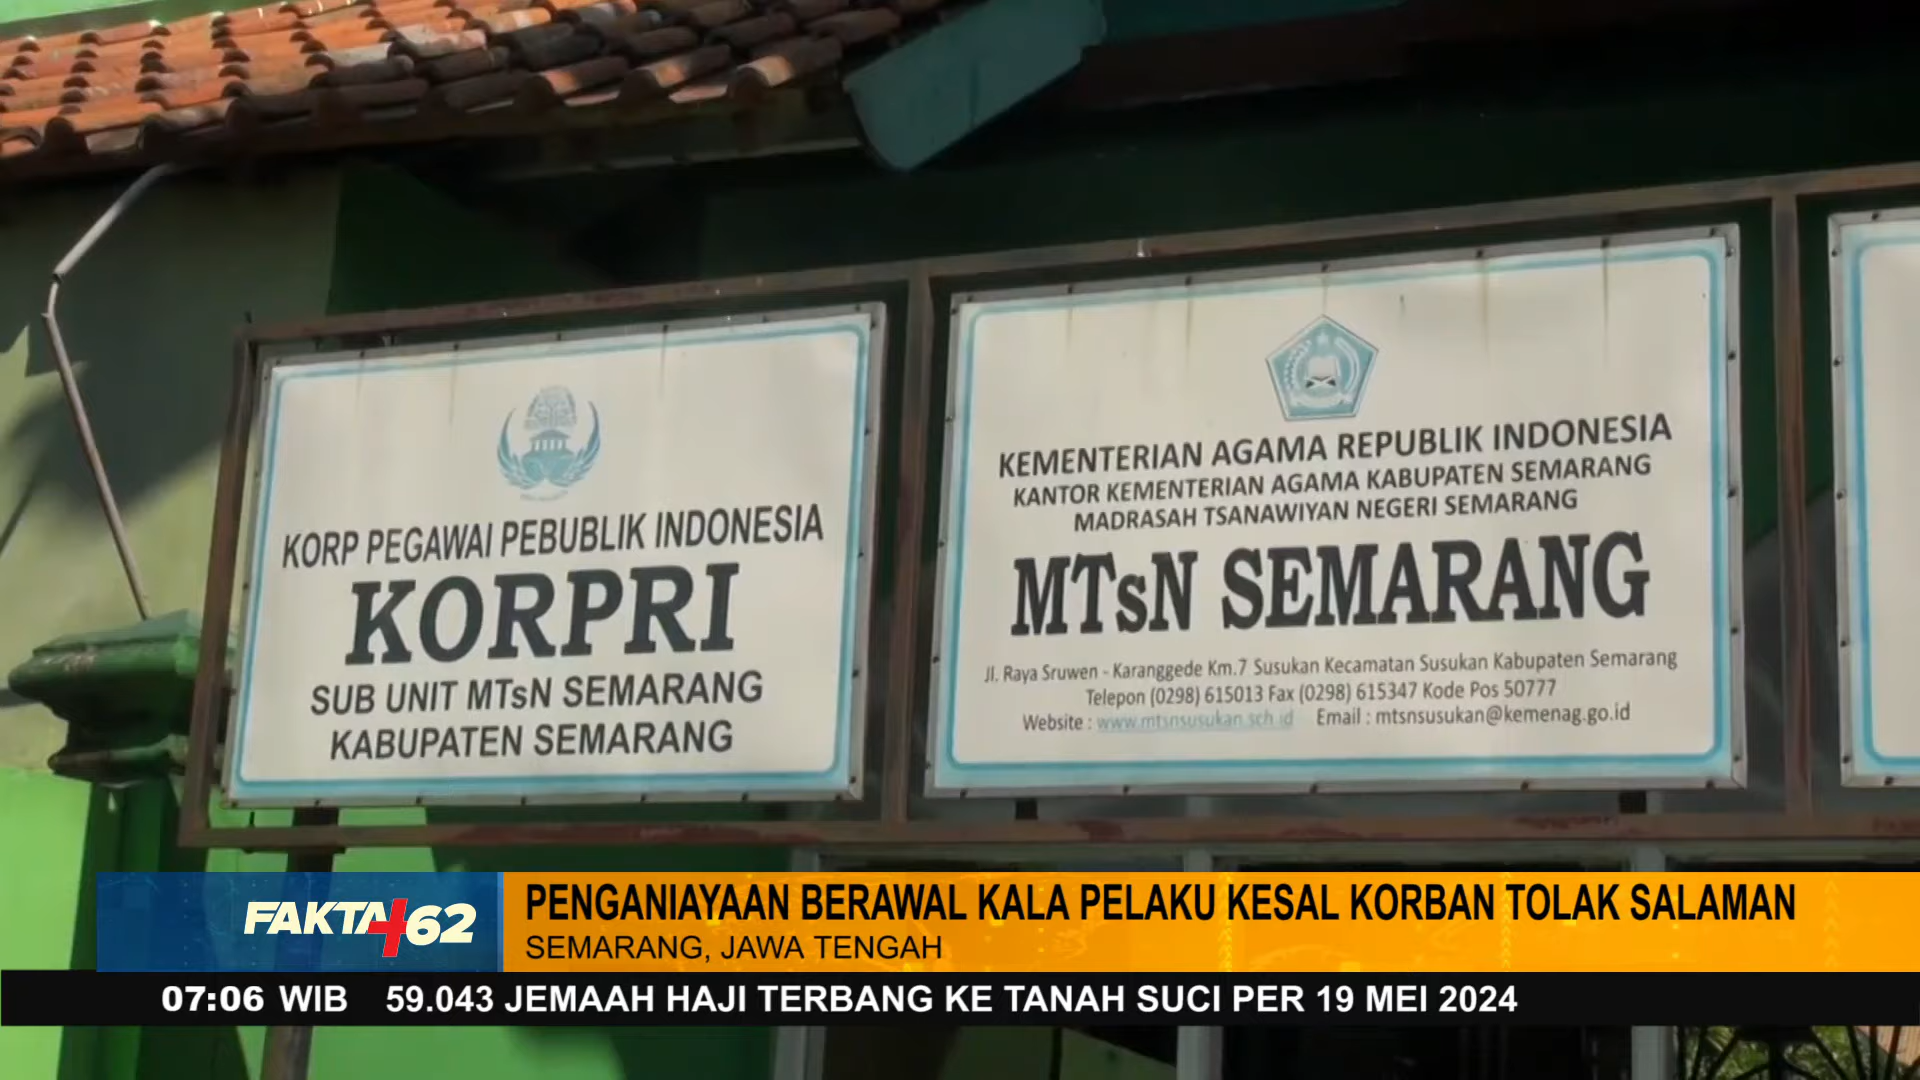 KORP PEGAWAI PEBUBLIK INDONESIA
KORPRI
SUB UNIT MTsN SEMARANG
KABUPATEN SEMARANG
KEMENTERIAN AGAMA REPUBLIK INDONESIA
KANTOR KEMENTERIAN AGAMA KABUPATEN SEMARANG
MADRASAH TSANAWIYAN NEGERI SEMARANG
MTsN SEMARANG
Jl. Raya Sruwen - Karanggede Km.7 Susukan Kecamatan Susukan Kabupaten Semarang
Telepon (0298) 615013 Fax (0298) 615347 Kode Pos 50777
Website : www.mtsnsusukan.sch.id Email : mtsnsusukan@kemenag.go.id
FAKTA+62
PENGANIAYAAN BERAWAL KALA PELAKU KESAL KORBAN TOLAK SALAMAN
SEMARANG, JAWA TENGAH
07:06 WIB 59.043 JEMAAH HAJI TERBANG KE TANAH SUCI PER 19 MEI 2024